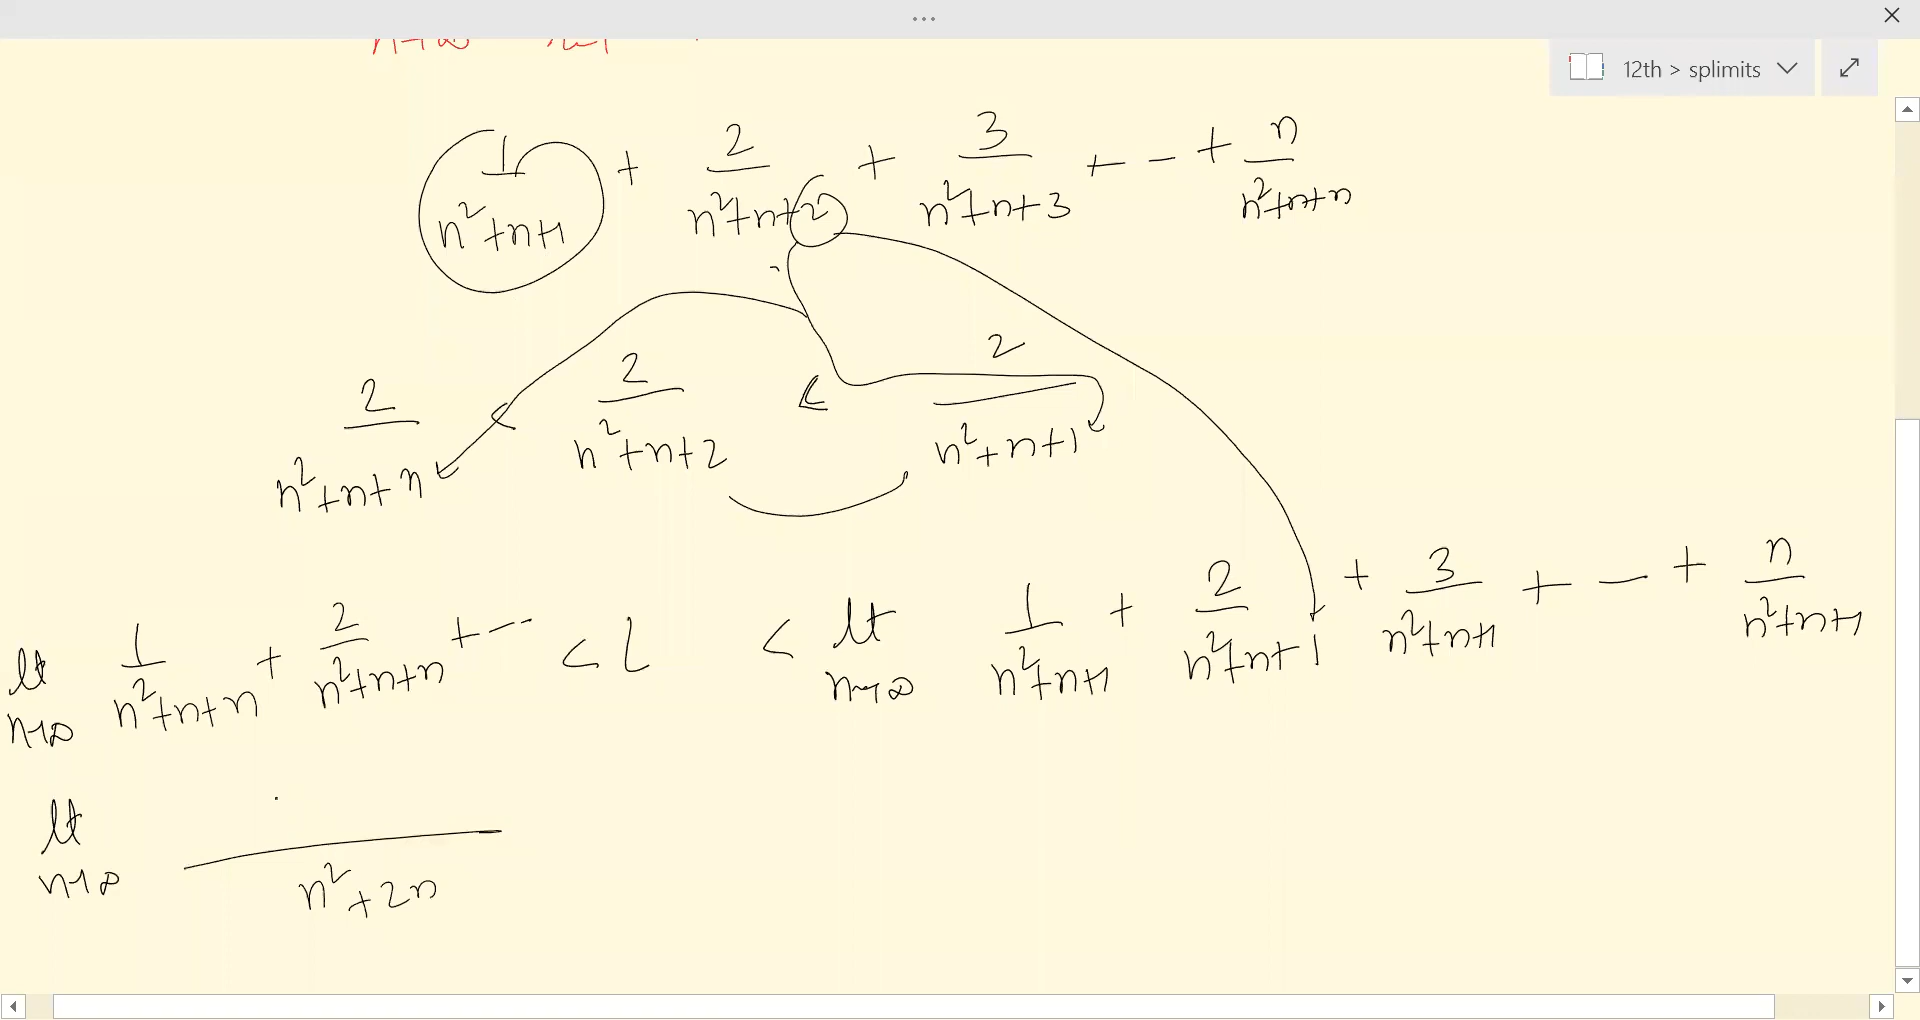 12th > splimits
1/(n²+n+1) + 2/(n²+n+2) + 3/(n²+n+3) + - - + n/(n²+n+n)
2/(n²+n+n) < 2/(n²+n+2) < 2/(n²+n+1)
lt n→∞ 1/(n²+n+n) + 2/(n²+n+n) + -- < L < lt n→∞ 1/(n²+n+1) + 2/(n²+n+1) + 3/(n²+n+1) + - + n/(n²+n+1)
lt n→∞ /(n²+2n)